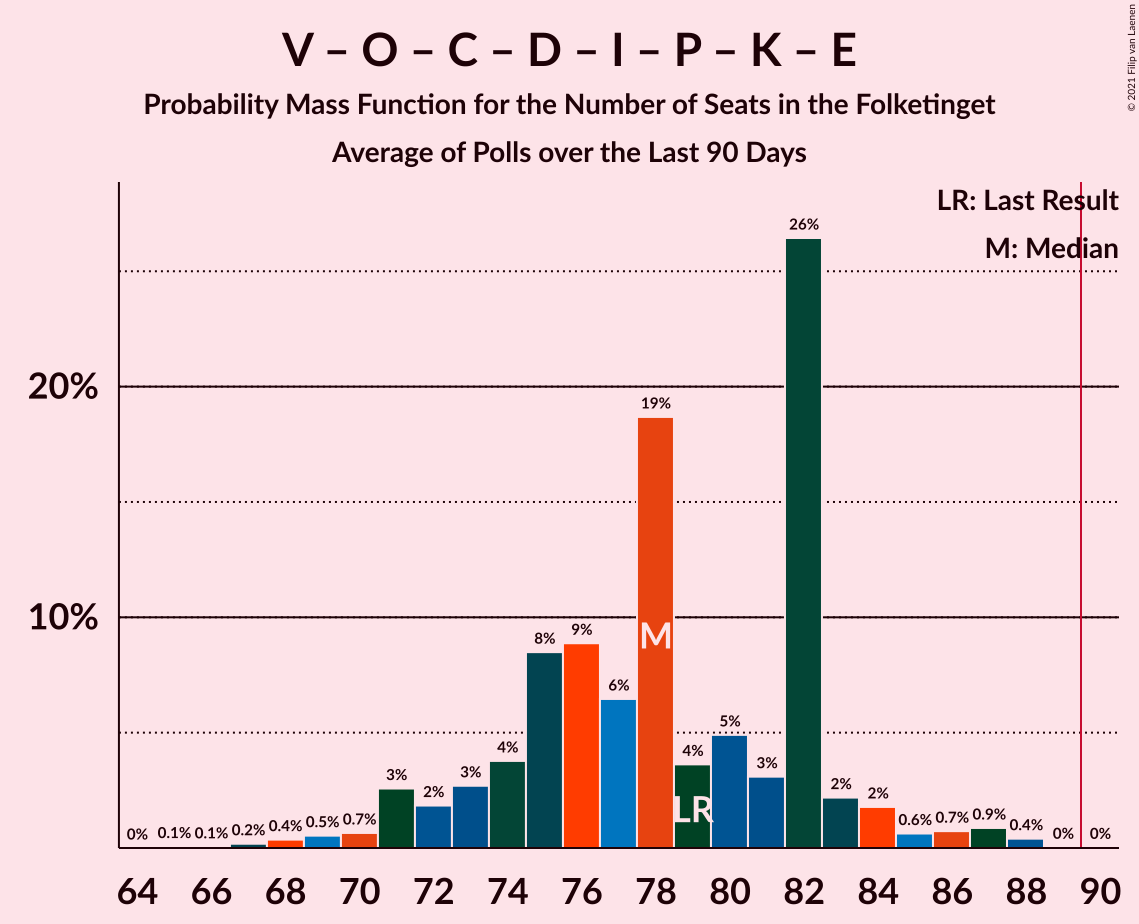 V – O – C – D – I – P – K – E
Probability Mass Function for the Number of Seats in the Folketinget
Average of Polls over the Last 90 Days
© 2021 Filip van Laenen
LR: Last Result
M: Median
26%
20%
19%
10%
9%
8%
M
6%
5%
4%
4%
3%
3%
3%
2%
LR
2%
2%
0% 0.1% 0.1% 0.2% 0.4% 0.5% 0.7% 0.6% 0.7% 0.9% 0.4% 0% 0%
64 66 68 70 72 74 76 78 80 82 84 86 88 90